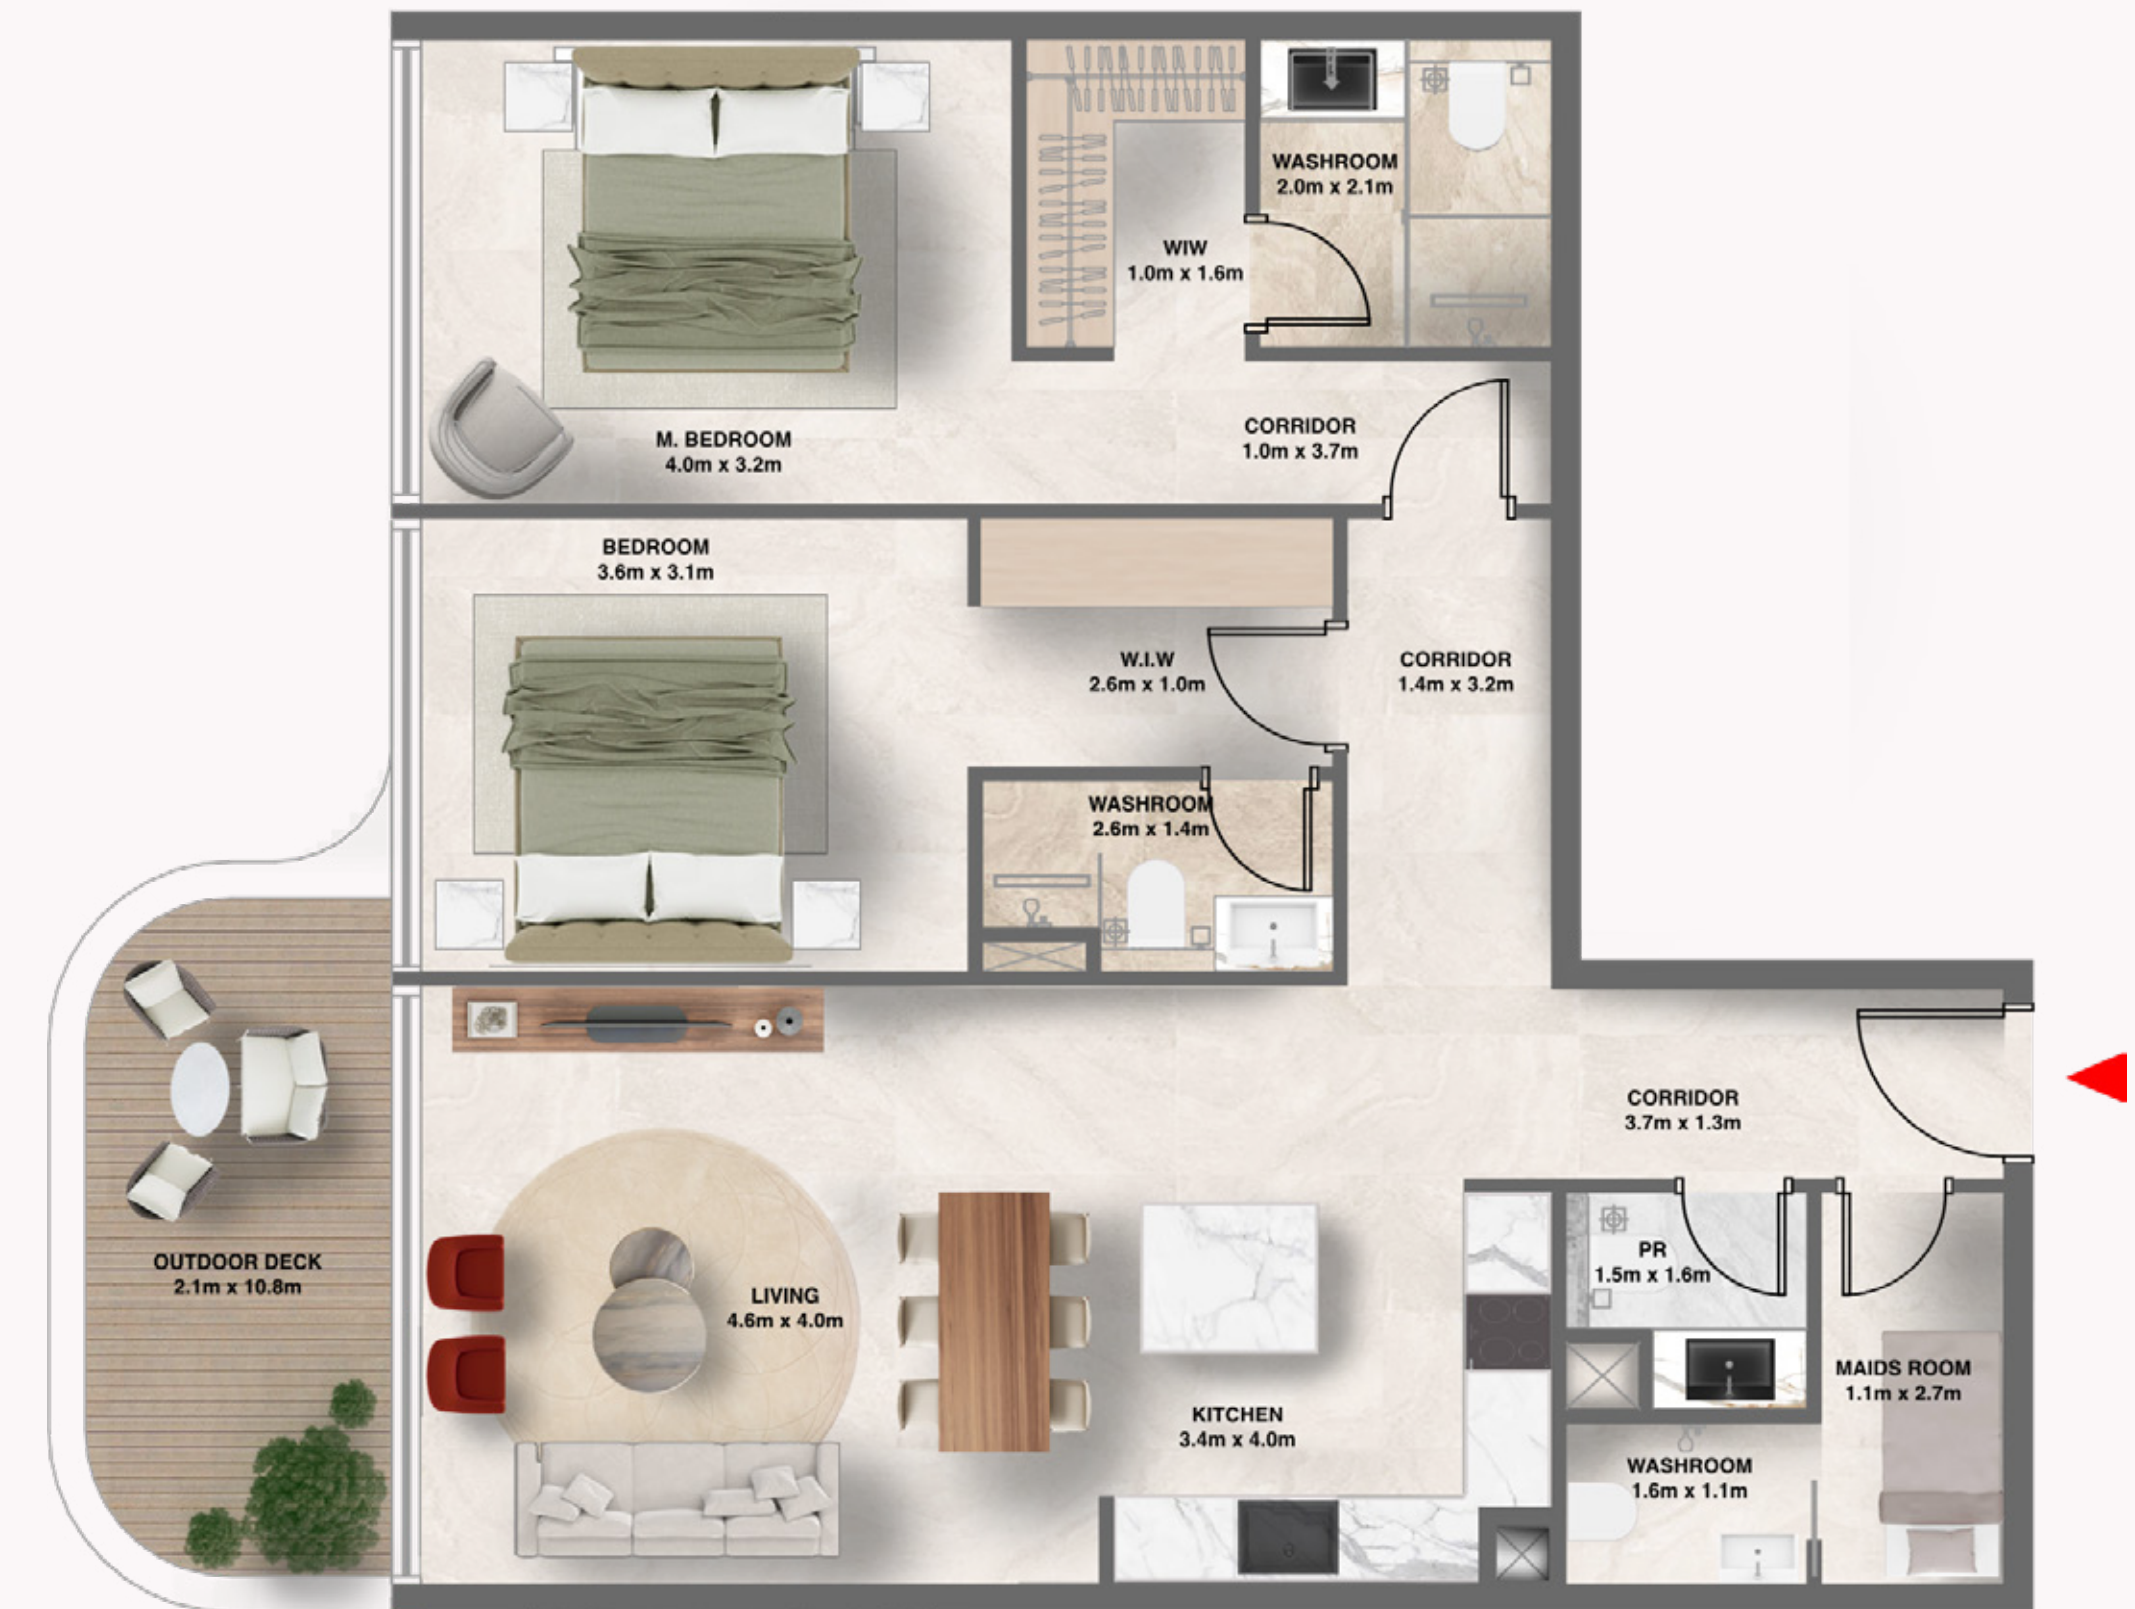 WASHROOM
2.0m x 2.1m
WIW
1.0m x 1.6m
M. BEDROOM
4.0m x 3.2m
CORRIDOR
1.0m x 3.7m
BEDROOM
3.6m x 3.1m
W.I.W
2.6m x 1.0m
CORRIDOR
1.4m x 3.2m
WASHROOM
2.6m x 1.4m
CORRIDOR
3.7m x 1.3m
OUTDOOR DECK
2.1m x 10.8m
LIVING
4.6m x 4.0m
PR
1.5m x 1.6m
MAIDS ROOM
1.1m x 2.7m
KITCHEN
3.4m x 4.0m
WASHROOM
1.6m x 1.1m